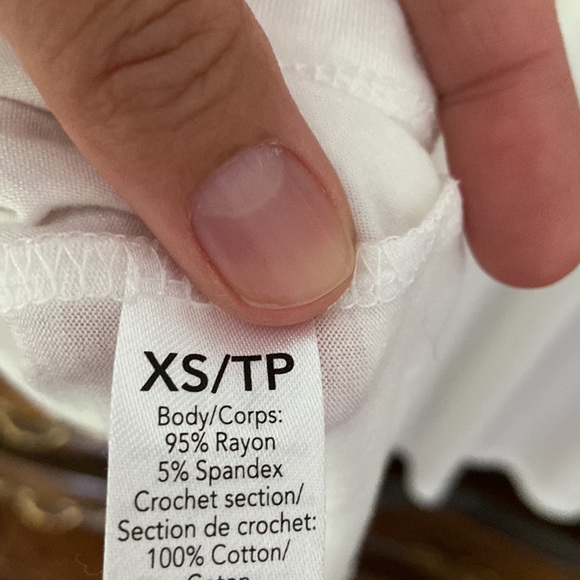 XS/TP
Body/Corps:
95% Rayon
5% Spandex
Crochet section/
Section de crochet:
100% Cotton/